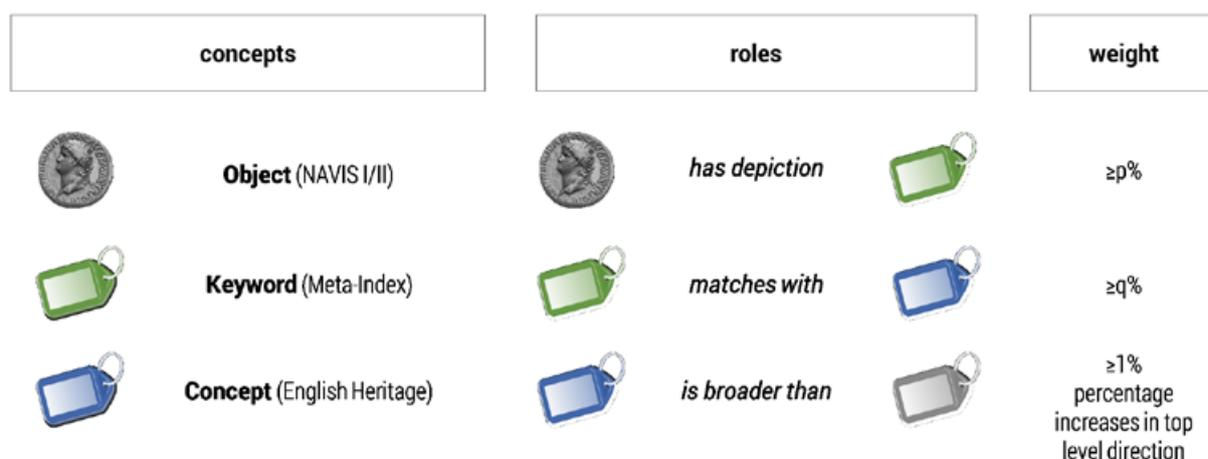 concepts
roles
weight
Object (NAVIS I/II)
has depiction
≥p%
Keyword (Meta-Index)
matches with
≥q%
Concept (English Heritage)
is broader than
≥1%
percentage
increases in top
level direction